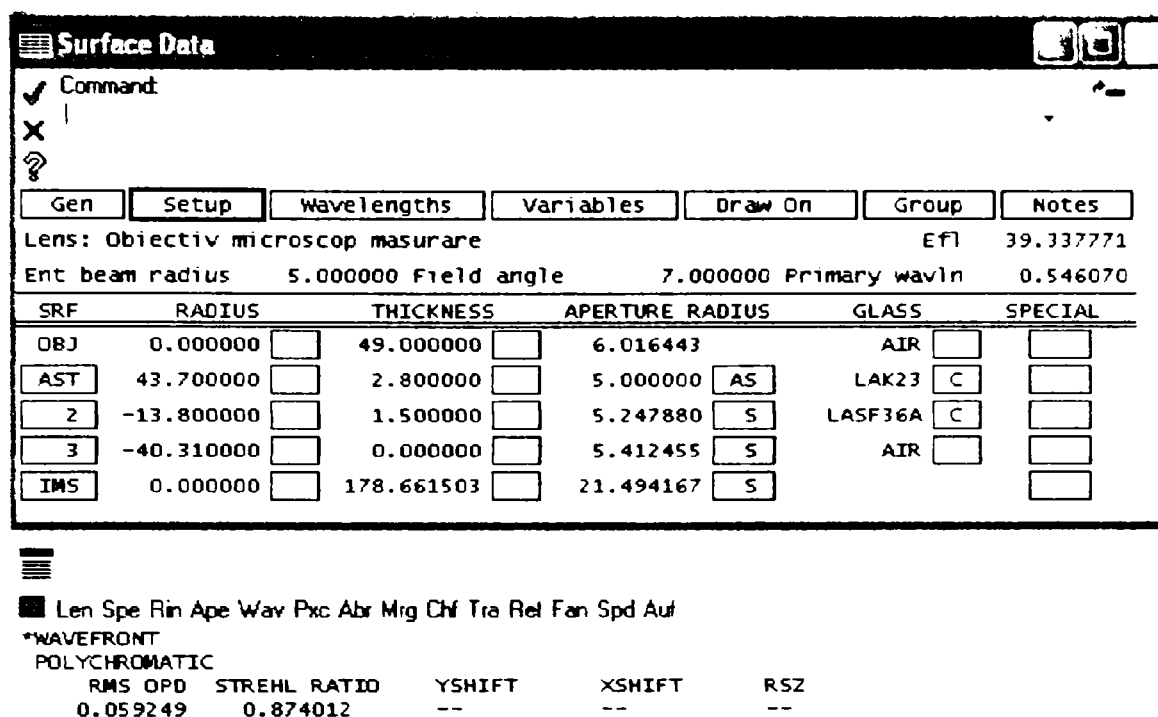 Surface Data
Command:
Gen Setup Wavelengths Variables Draw On Group Notes
Lens: Obiectiv microscop masurare Efl 39.337771
Ent beam radius 5.000000 Field angle 7.000000 Primary wavln 0.546070
SRF RADIUS THICKNESS APERTURE RADIUS GLASS SPECIAL
OBJ 0.000000 49.000000 6.016443 AIR
AST 43.700000 2.800000 5.000000 AS LAK23 C
2 -13.800000 1.500000 5.247880 S LASF36A C
3 -40.310000 0.000000 5.412455 S AIR
IMS 0.000000 178.661503 21.494167 S
Len Spe Rin Ape Wav Pxc Abr Mrg Chf Tra Ref Fan Spd Auf
*WAVEFRONT
POLYCHROMATIC
RMS OPD STREHL RATIO YSHIFT XSHIFT RSZ
0.059249 0.874012 -- -- --